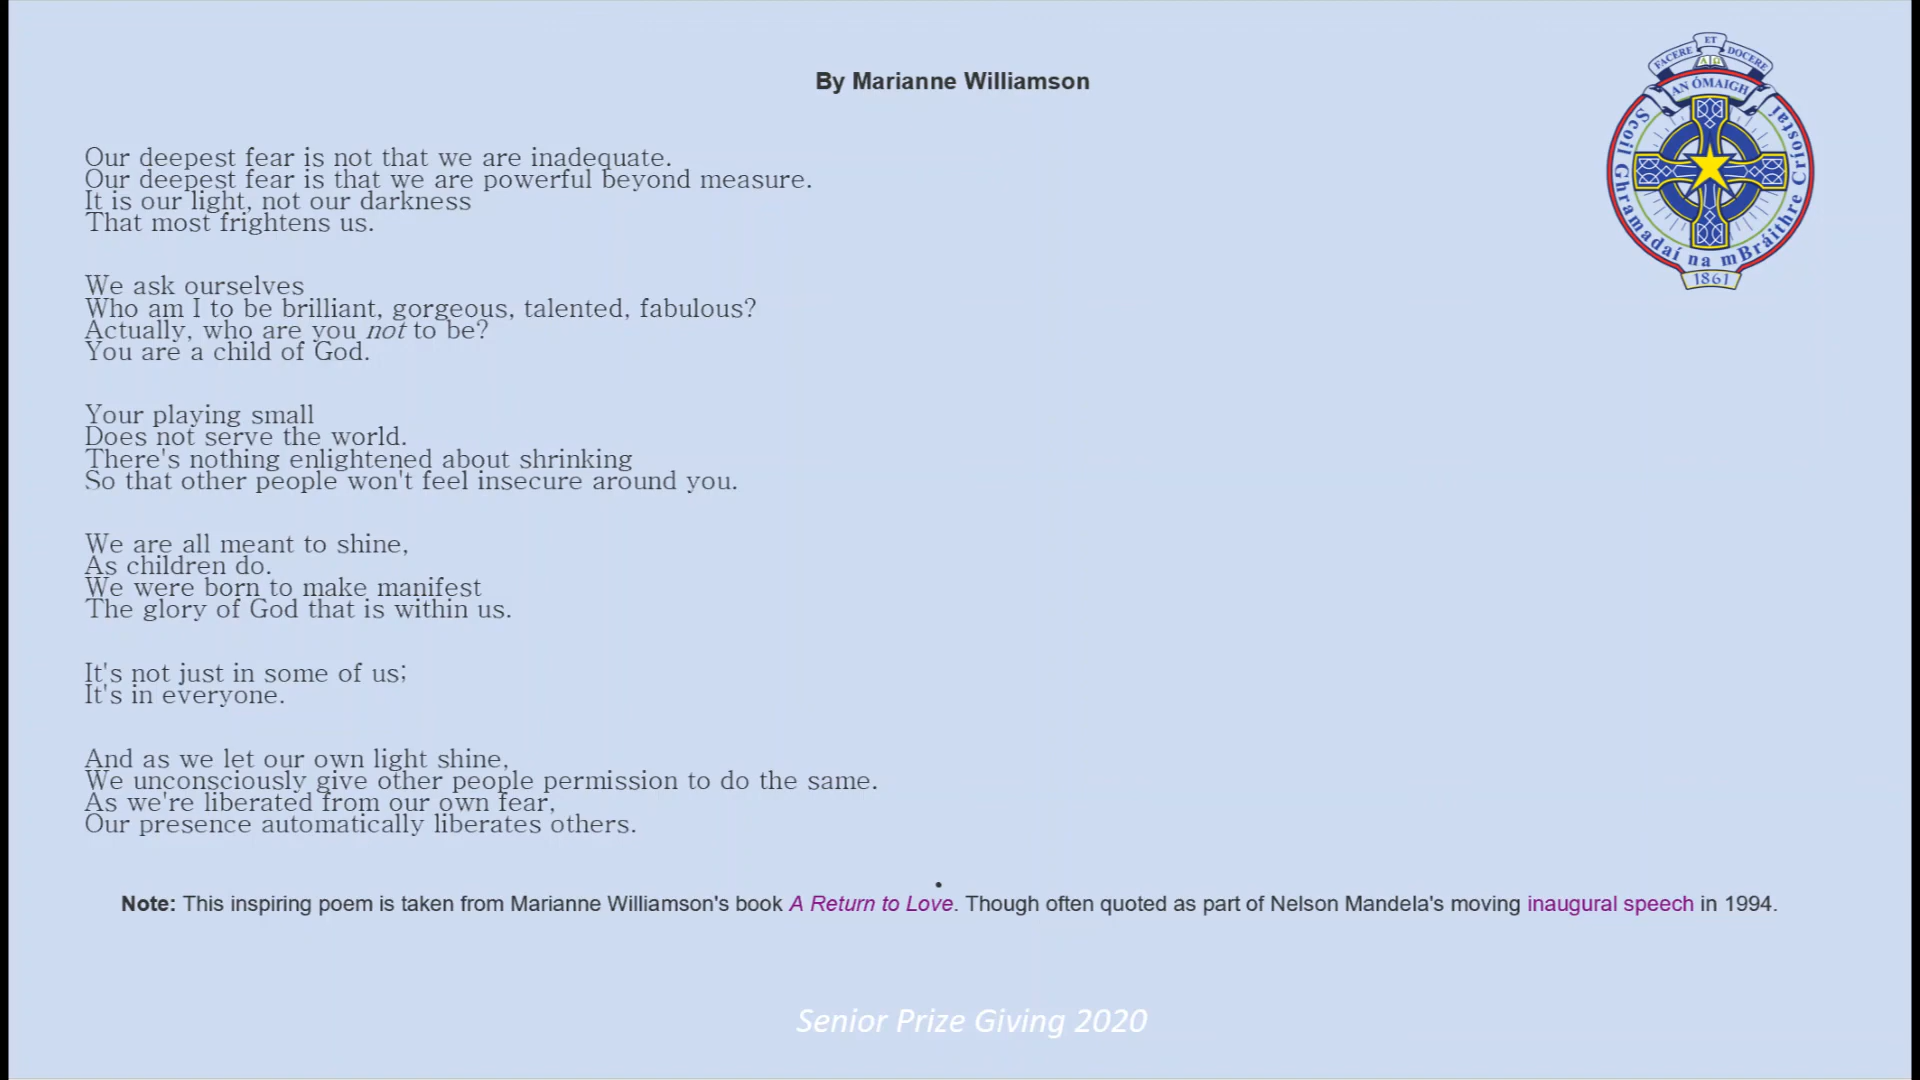 By Marianne Williamson
FACERE ET DOCERE
Α Ω
AN ÓMAIGH
Scoil Ghramadaí na mBráithre Críostaí
1861
Our deepest fear is not that we are inadequate.
Our deepest fear is that we are powerful beyond measure.
It is our light, not our darkness
That most frightens us.
We ask ourselves
Who am I to be brilliant, gorgeous, talented, fabulous?
Actually, who are you not to be?
You are a child of God.
Your playing small
Does not serve the world.
There's nothing enlightened about shrinking
So that other people won't feel insecure around you.
We are all meant to shine,
As children do.
We were born to make manifest
The glory of God that is within us.
It's not just in some of us;
It's in everyone.
And as we let our own light shine,
We unconsciously give other people permission to do the same.
As we're liberated from our own fear,
Our presence automatically liberates others.
•
Note: This inspiring poem is taken from Marianne Williamson's book A Return to Love. Though often quoted as part of Nelson Mandela's moving inaugural speech in 1994.
Senior Prize Giving 2020